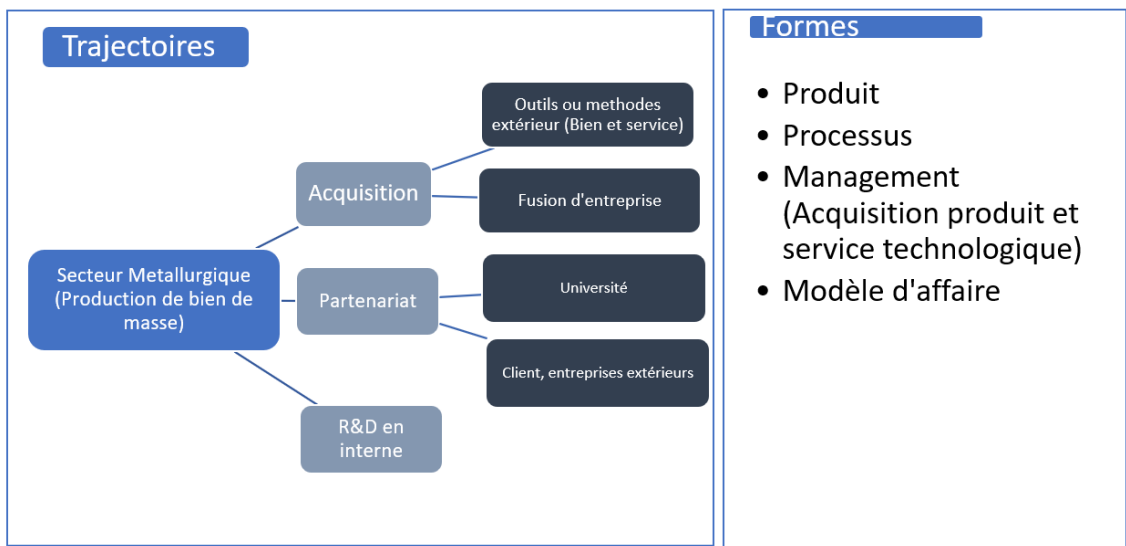 Trajectoires
Outils ou methodes
extérieur (Bien et service)
Acquisition
Fusion d'entreprise
Secteur Metallurgique
(Production de bien de
masse)
Partenariat
Université
Client, entreprises extérieurs
R&D en
interne
Formes
• Produit
• Processus
• Management
(Acquisition produit et
service technologique)
• Modèle d'affaire